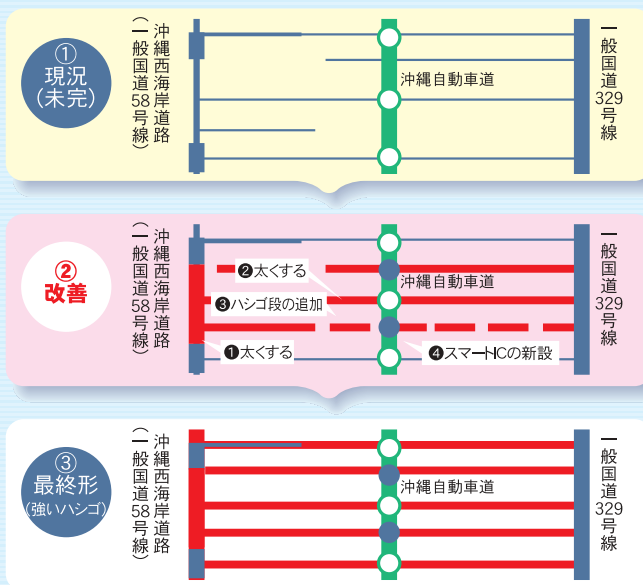 ①
現況
(未完)
沖縄西海岸道路
(一般国道58号線)
沖縄自動車道
一般国道329号線
②
改善
沖縄西海岸道路
(一般国道58号線)
❷太くする
沖縄自動車道
❸ハシゴ段の追加
❶太くする
❹スマートICの新設
一般国道329号線
③
最終形
(強いハシゴ)
沖縄西海岸道路
(一般国道58号線)
沖縄自動車道
一般国道329号線